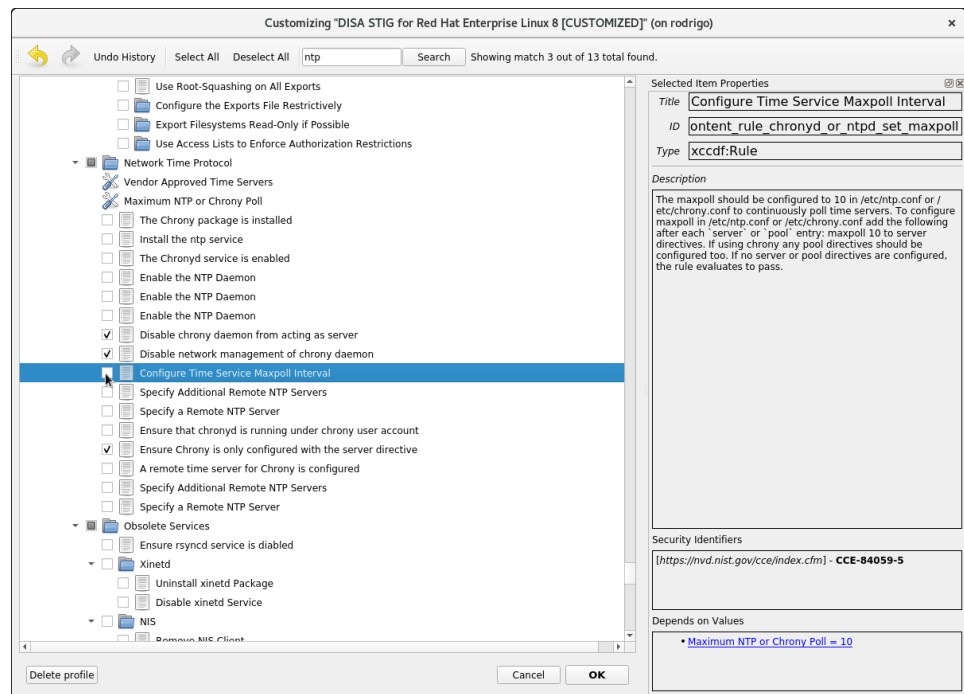 Customizing "DISA STIG for Red Hat Enterprise Linux 8 [CUSTOMIZED]" (on rodrigo)
Undo History Select All Deselect All ntp Search Showing match 3 out of 13 total found.
Use Root-Squashing on All Exports
Configure the Exports File Restrictively
Export Filesystems Read-Only if Possible
Use Access Lists to Enforce Authorization Restrictions
Network Time Protocol
Vendor Approved Time Servers
Maximum NTP or Chrony Poll
The Chrony package is installed
Install the ntp service
The Chronyd service is enabled
Enable the NTP Daemon
Enable the NTP Daemon
Enable the NTP Daemon
Disable chrony daemon from acting as server
Disable network management of chrony daemon
Configure Time Service Maxpoll Interval
Specify Additional Remote NTP Servers
Specify a Remote NTP Server
Ensure that chronyd is running under chrony user account
Ensure Chrony is only configured with the server directive
A remote time server for Chrony is configured
Specify Additional Remote NTP Servers
Specify a Remote NTP Server
Obsolete Services
Ensure rsyncd service is diabled
Xinetd
Uninstall xinetd Package
Disable xinetd Service
NIS
Remove NIS Client
Delete profile Cancel OK
Selected Item Properties
Title Configure Time Service Maxpoll Interval
ID ontent_rule_chronyd_or_ntpd_set_maxpoll
Type xccdf:Rule
Description
The maxpoll should be configured to 10 in /etc/ntp.conf or /
etc/chrony.conf to continuously poll time servers. To configure
maxpoll in /etc/ntp.conf or /etc/chrony.conf add the following
after each `server` or `pool` entry: maxpoll 10 to server
directives. If using chrony any pool directives should be
configured too. If no server or pool directives are configured,
the rule evaluates to pass.
Security Identifiers
[https://nvd.nist.gov/cce/index.cfm] - CCE-84059-5
Depends on Values
• Maximum NTP or Chrony Poll = 10